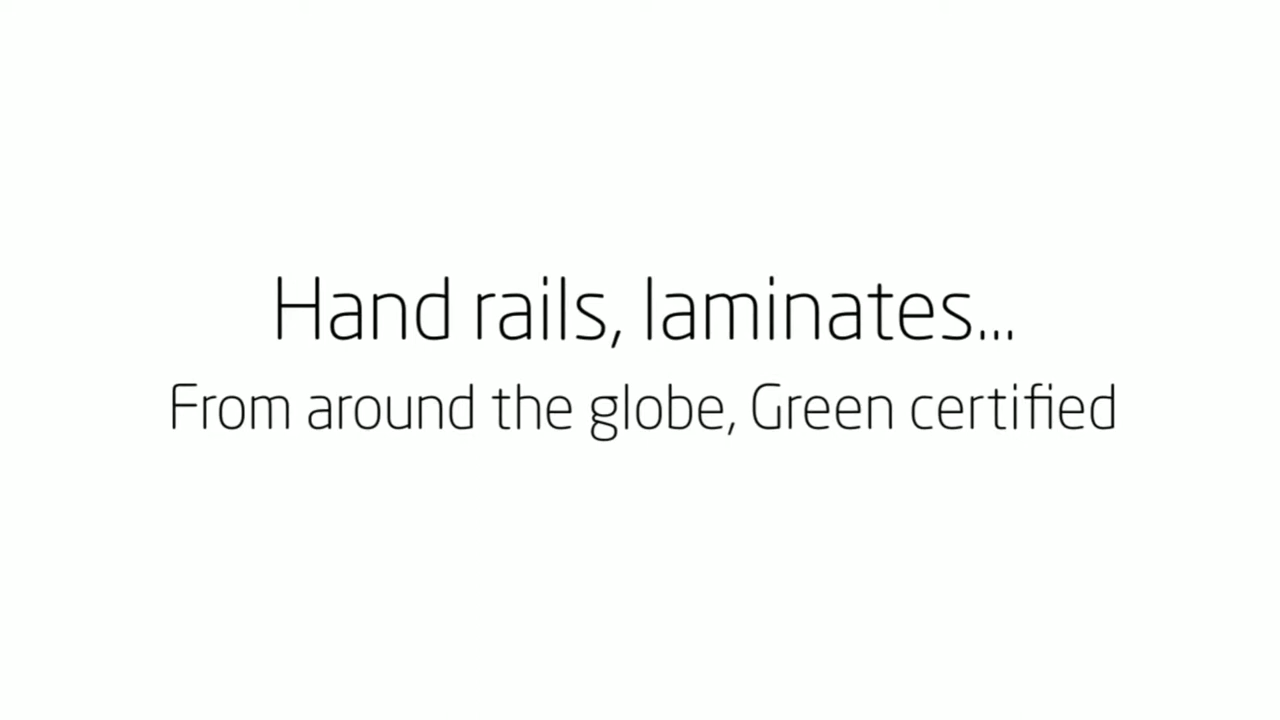 Hand rails, laminates...
From around the globe, Green certified